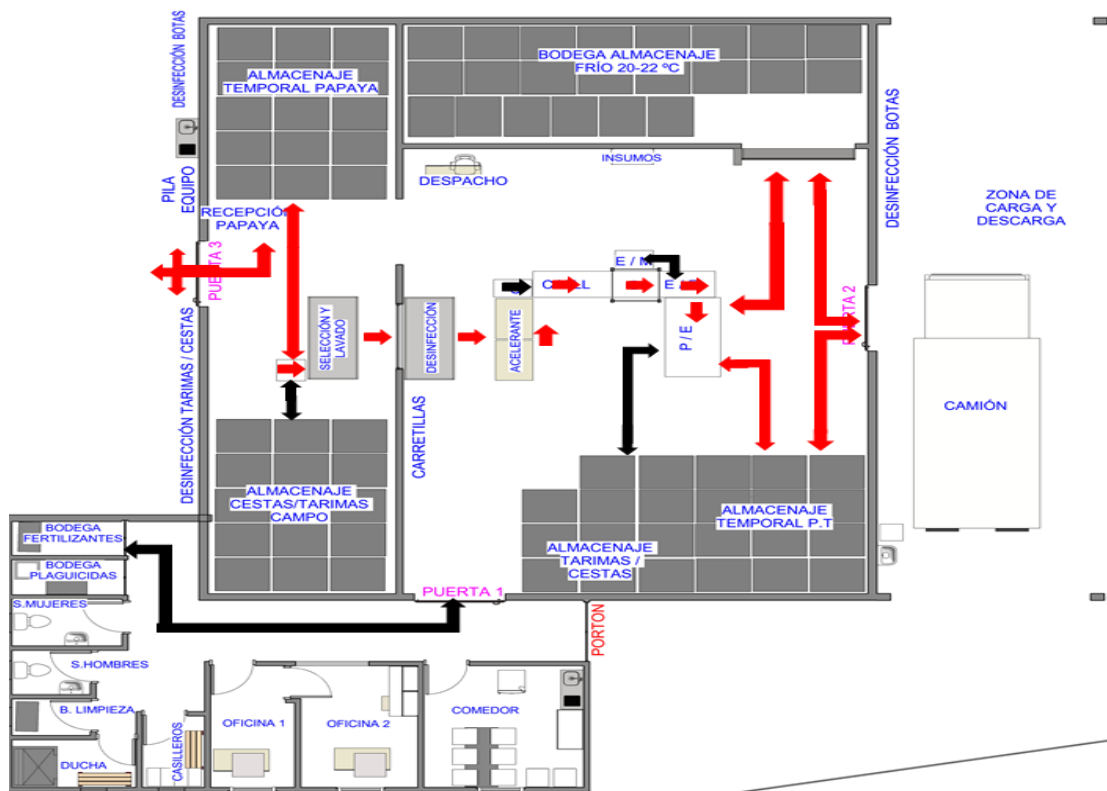 DESINFECCIÓN BOTAS
ALMACENAJE
TEMPORAL PAPAYA
BODEGA ALMACENAJE
FRÍO 20-22 ºC
INSUMOS
DESPACHO
PILA
EQUIPO
RECEPCIÓN
PAPAYA
DESINFECCIÓN BOTAS
ZONA DE
CARGA Y
DESCARGA
PUERTA 3
E / M
P / E
SELECCIÓN Y
LAVADO
DESINFECCIÓN
ACELERANTE
PUERTA 2
CAMIÓN
DESINFECCIÓN TARIMAS / CESTAS
CARRETILLAS
ALMACENAJE
CESTAS/TARIMAS
CAMPO
ALMACENAJE
TEMPORAL P.T
ALMACENAJE
TARIMAS /
CESTAS
BODEGA
FERTILIZANTES
BODEGA
PLAGUICIDAS
PUERTA 1
S.MUJERES
PORTON
S.HOMBRES
B. LIMPIEZA
CASILLEROS
OFICINA 1
OFICINA 2
COMEDOR
DUCHA